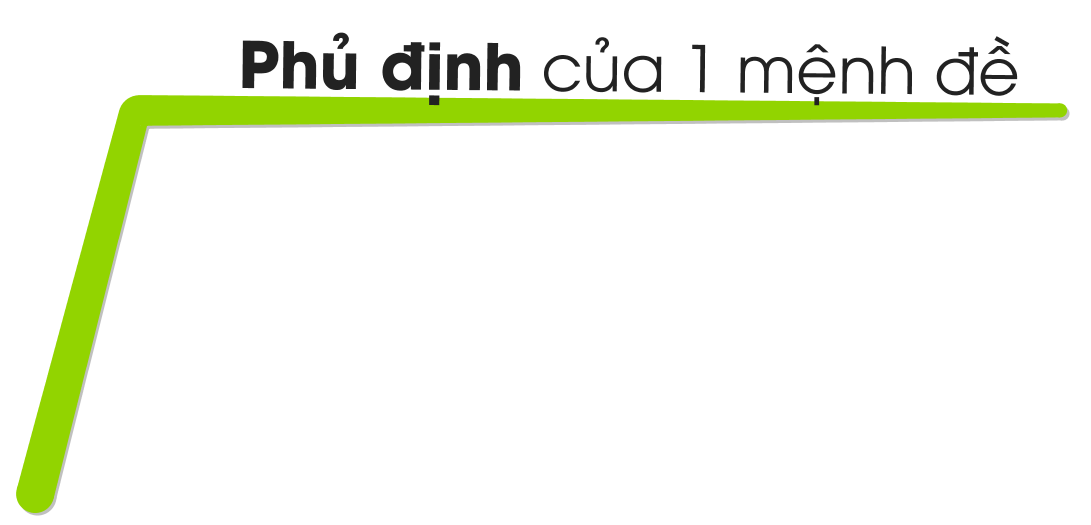 Phủ định của 1 mệnh đề